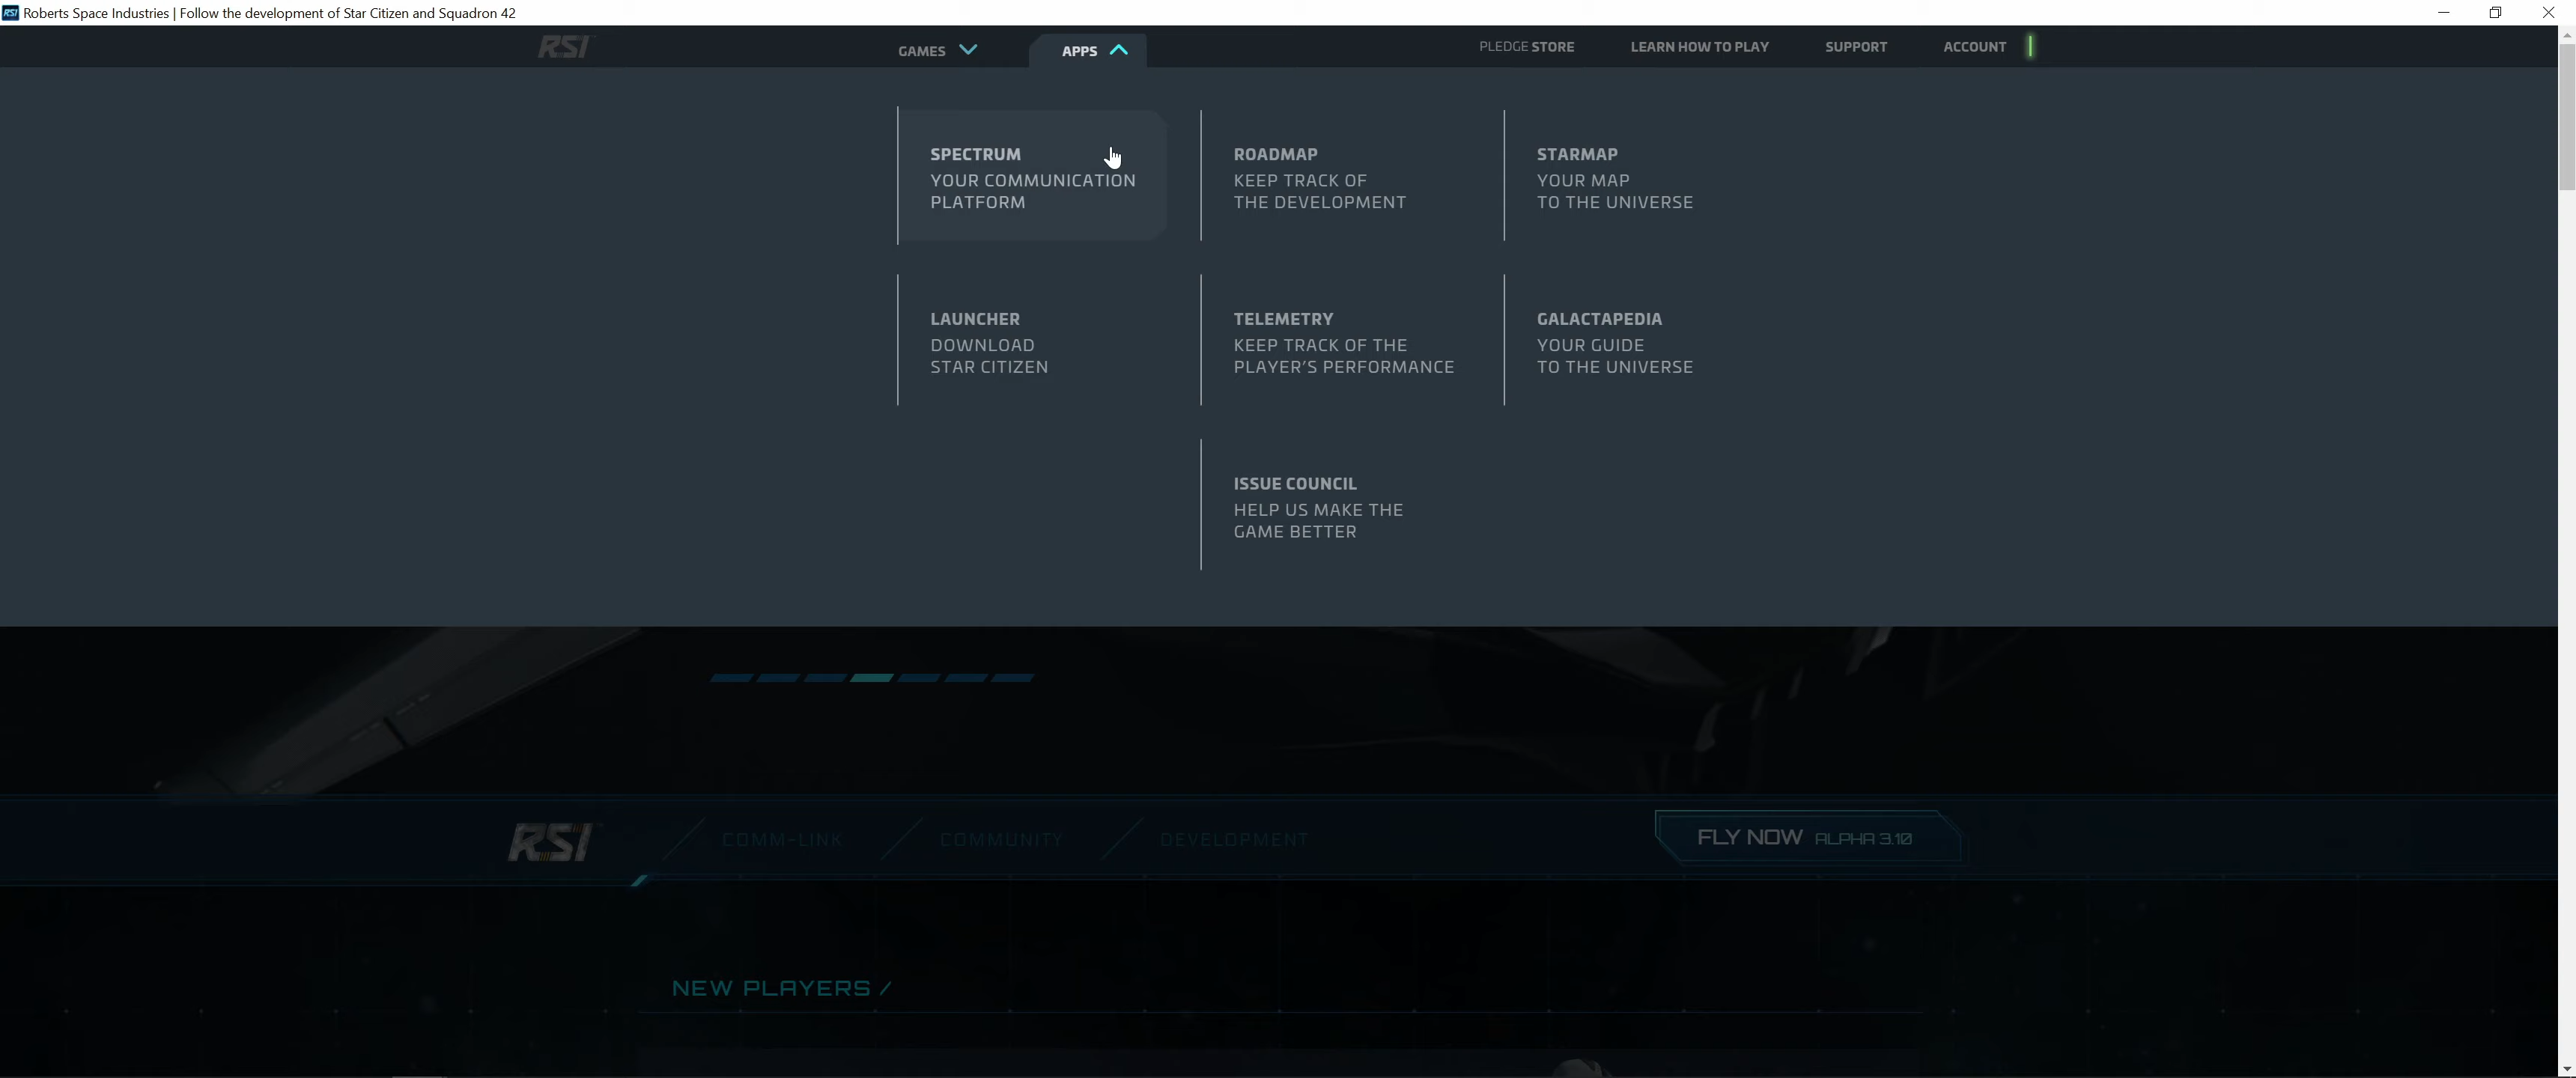 RSI Roberts Space Industries | Follow the development of Star Citizen and Squadron 42
RSI GAMES APPS PLEDGE STORE LEARN HOW TO PLAY SUPPORT ACCOUNT
SPECTRUM
YOUR COMMUNICATION
PLATFORM
ROADMAP
KEEP TRACK OF
THE DEVELOPMENT
STARMAP
YOUR MAP
TO THE UNIVERSE
LAUNCHER
DOWNLOAD
STAR CITIZEN
TELEMETRY
KEEP TRACK OF THE
PLAYER'S PERFORMANCE
GALACTAPEDIA
YOUR GUIDE
TO THE UNIVERSE
ISSUE COUNCIL
HELP US MAKE THE
GAME BETTER
RSI COMM-LINK COMMUNITY DEVELOPMENT FLY NOW ALPHA 3.10
NEW PLAYERS /